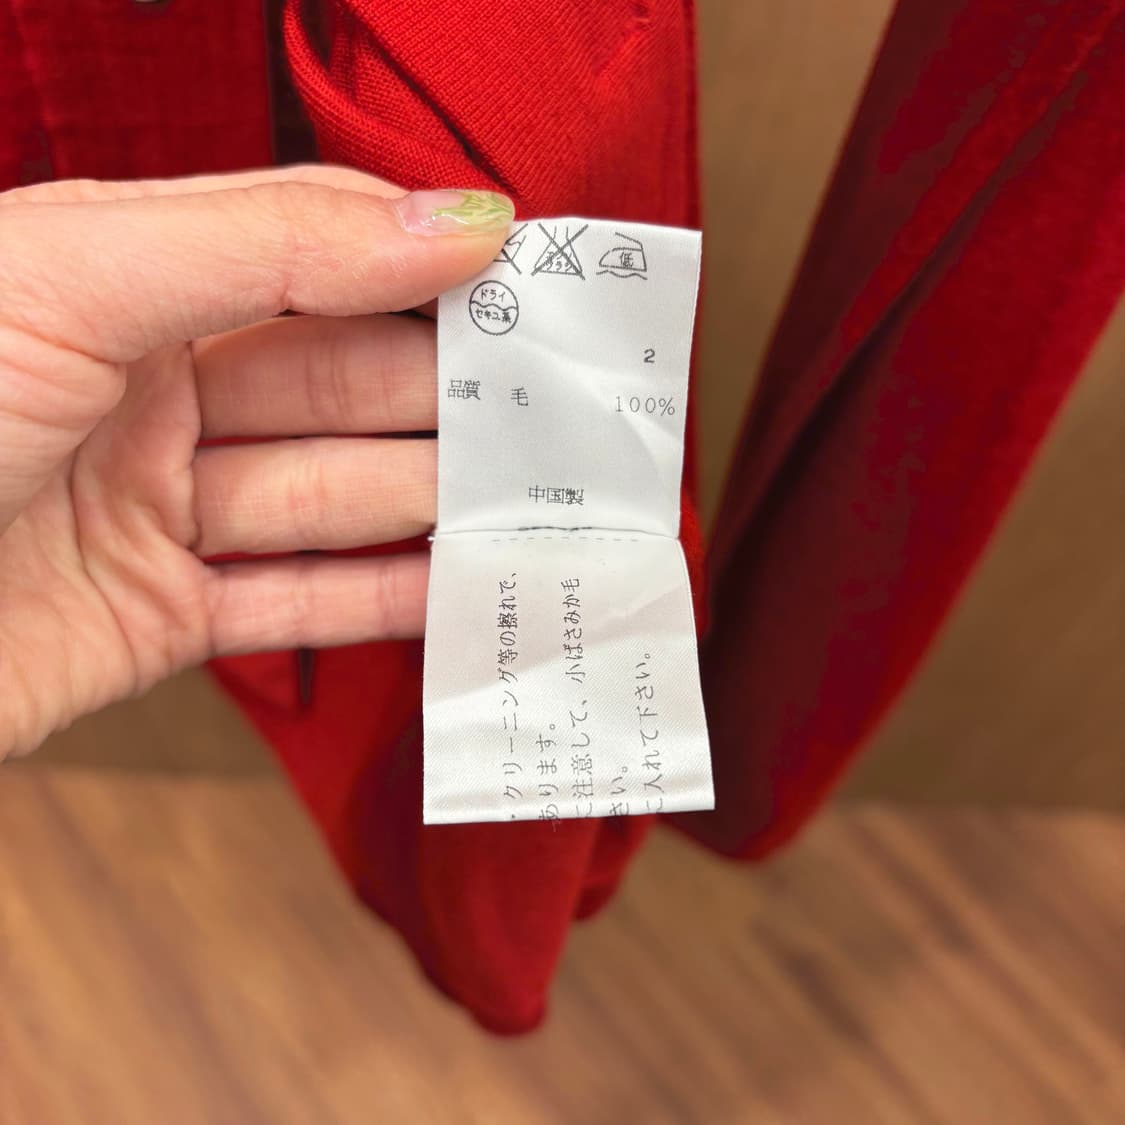 低
ドライ
セキユ系
2
品質 毛 100%
中国製
クリーニング等の擦れで、
あります。
に注意して、小ばさみか毛
さい。
に入れて下さい。